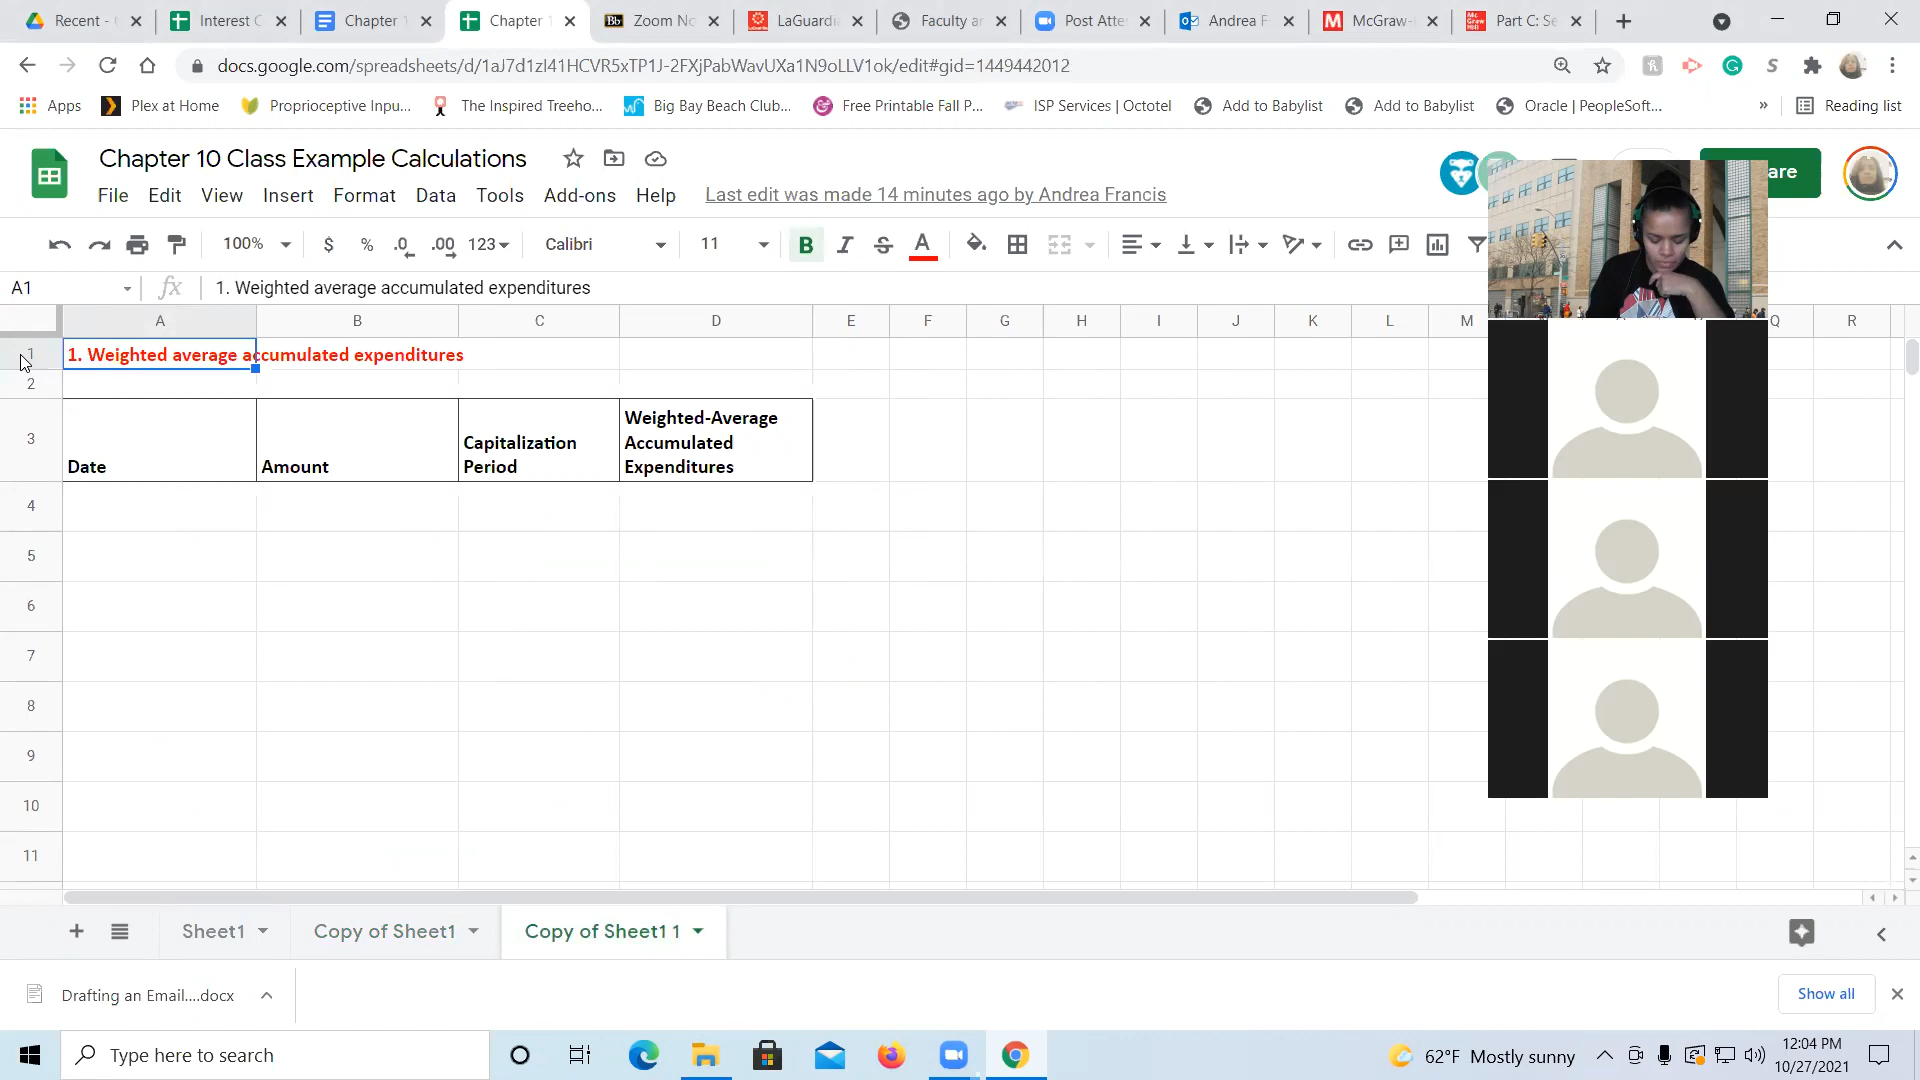 Recent -
Interest C
Chapter 1
Chapter 1
Bb Zoom No
LaGuardi
Faculty a
Post Atte
Andrea F
McGraw-
Part C: Se
docs.google.com/spreadsheets/d/1aJ7d1zI41HCVR5xTP1J-2FXjPabWavUXa1N9oLLV1ok/edit#gid=1449442012
Apps
Plex at Home
Proprioceptive Inpu...
The Inspired Treeho...
Big Bay Beach Club...
Free Printable Fall P...
ISP Services | Octotel
Add to Babylist
Add to Babylist
Oracle | PeopleSoft...
»
Reading list
Chapter 10 Class Example Calculations
File Edit View Insert Format Data Tools Add-ons Help
Last edit was made 14 minutes ago by Andrea Francis
are
100% $ % .0 .00 123 Calibri 11 B I S A
A1 fx 1. Weighted average accumulated expenditures
A B C D E F G H I J K L M Q R
1 1. Weighted average accumulated expenditures
2
3
Date
Amount
Capitalization
Period
Weighted-Average
Accumulated
Expenditures
4
5
6
7
8
9
10
11
Sheet1
Copy of Sheet1
Copy of Sheet1 1
Drafting an Email....docx
Show all
Type here to search
62°F Mostly sunny
12:04 PM
10/27/2021